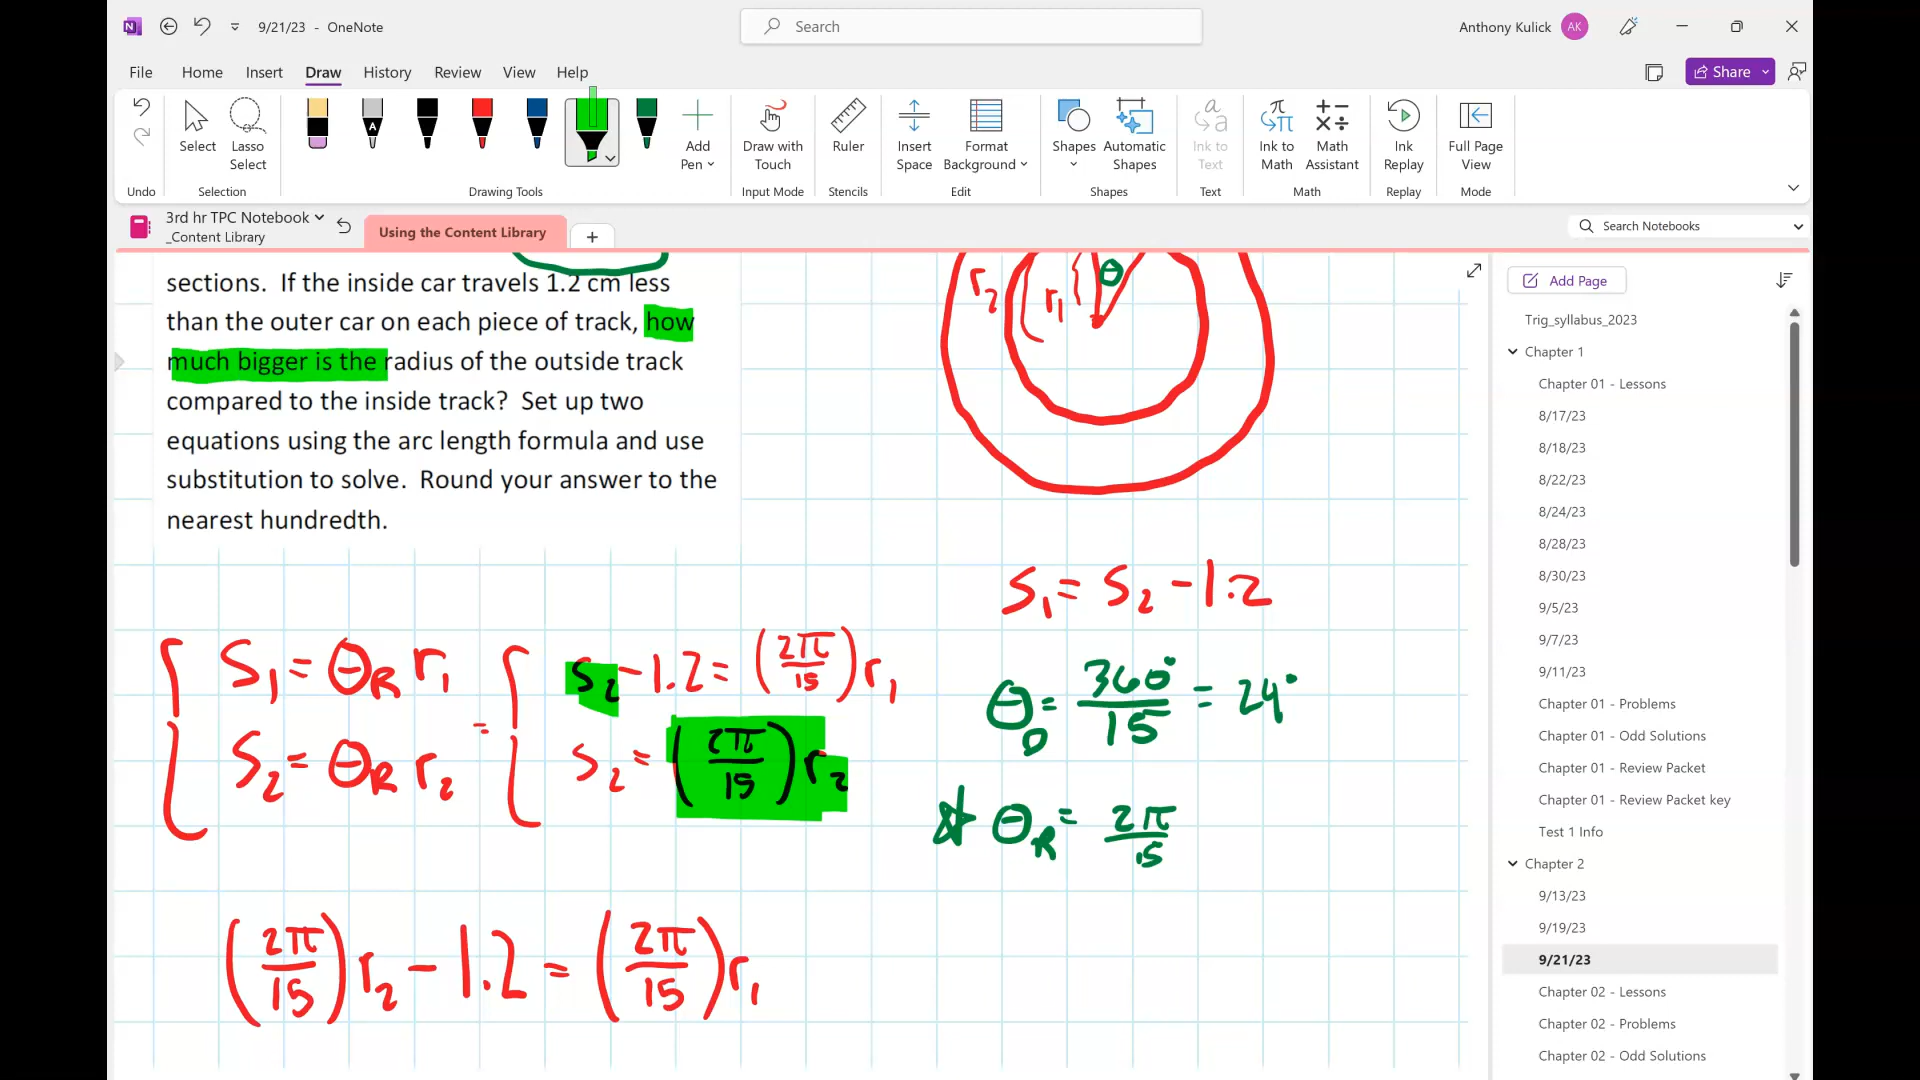 9/21/23 - OneNote
Search
Anthony Kulick AK
File Home Insert Draw History Review View Help
Share
Undo
Select
Lasso Select
Selection
A
Drawing Tools
Add Pen
Draw with Touch
Input Mode
Ruler
Stencils
Insert Space
Format Background
Edit
Shapes
Automatic Shapes
Shapes
a
a
Ink to Text
Text
Ink to Math
Math Assistant
Math
Ink Replay
Replay
Full Page View
Mode
3rd hr TPC Notebook
_Content Library
Using the Content Library
Search Notebooks
sections. If the inside car travels 1.2 cm less
than the outer car on each piece of track, how
much bigger is the radius of the outside track
compared to the inside track? Set up two
equations using the arc length formula and use
substitution to solve. Round your answer to the
nearest hundredth.
r₂ r₁ θ
S₁ = S₂ - 1.2
S₁ = θR r₁
S₂ = θR r₂
=
S₂ - 1.2 = (2π/15) r₁
S₂ = (2π/15) r₂
θD = 360°/15 = 24°
θR = 2π/15
(2π/15) r₂ - 1.2 = (2π/15) r₁
Add Page
Trig_syllabus_2023
Chapter 1
Chapter 01 - Lessons
8/17/23
8/18/23
8/22/23
8/24/23
8/28/23
8/30/23
9/5/23
9/7/23
9/11/23
Chapter 01 - Problems
Chapter 01 - Odd Solutions
Chapter 01 - Review Packet
Chapter 01 - Review Packet key
Test 1 Info
Chapter 2
9/13/23
9/19/23
9/21/23
Chapter 02 - Lessons
Chapter 02 - Problems
Chapter 02 - Odd Solutions